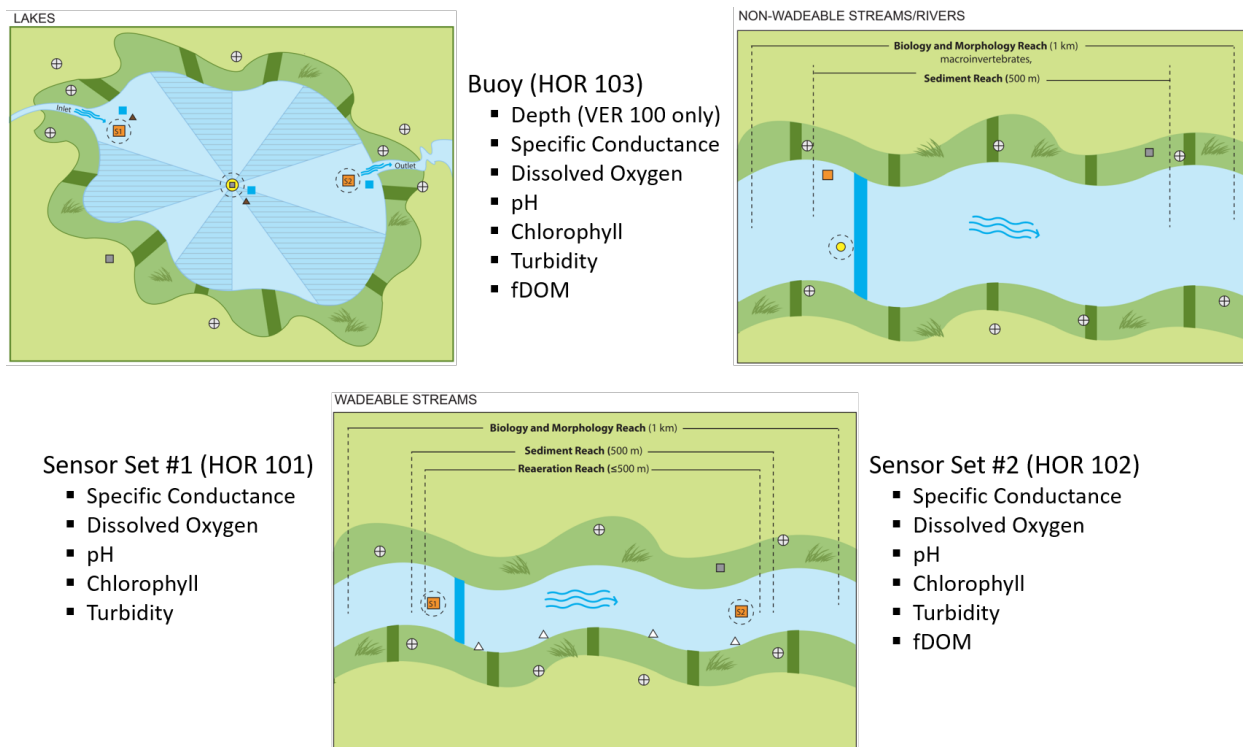 LAKES
Inlet
S1
S2
Outlet
Buoy (HOR 103)
▪ Depth (VER 100 only)
▪ Specific Conductance
▪ Dissolved Oxygen
▪ pH
▪ Chlorophyll
▪ Turbidity
▪ fDOM
NON-WADEABLE STREAMS/RIVERS
Biology and Morphology Reach (1 km)
macroinvertebrates,
Sediment Reach (500 m)
Sensor Set #1 (HOR 101)
▪ Specific Conductance
▪ Dissolved Oxygen
▪ pH
▪ Chlorophyll
▪ Turbidity
WADEABLE STREAMS
Biology and Morphology Reach (1 km)
Sediment Reach (500 m)
Reaeration Reach (≤500 m)
S1
S2
Sensor Set #2 (HOR 102)
▪ Specific Conductance
▪ Dissolved Oxygen
▪ pH
▪ Chlorophyll
▪ Turbidity
▪ fDOM